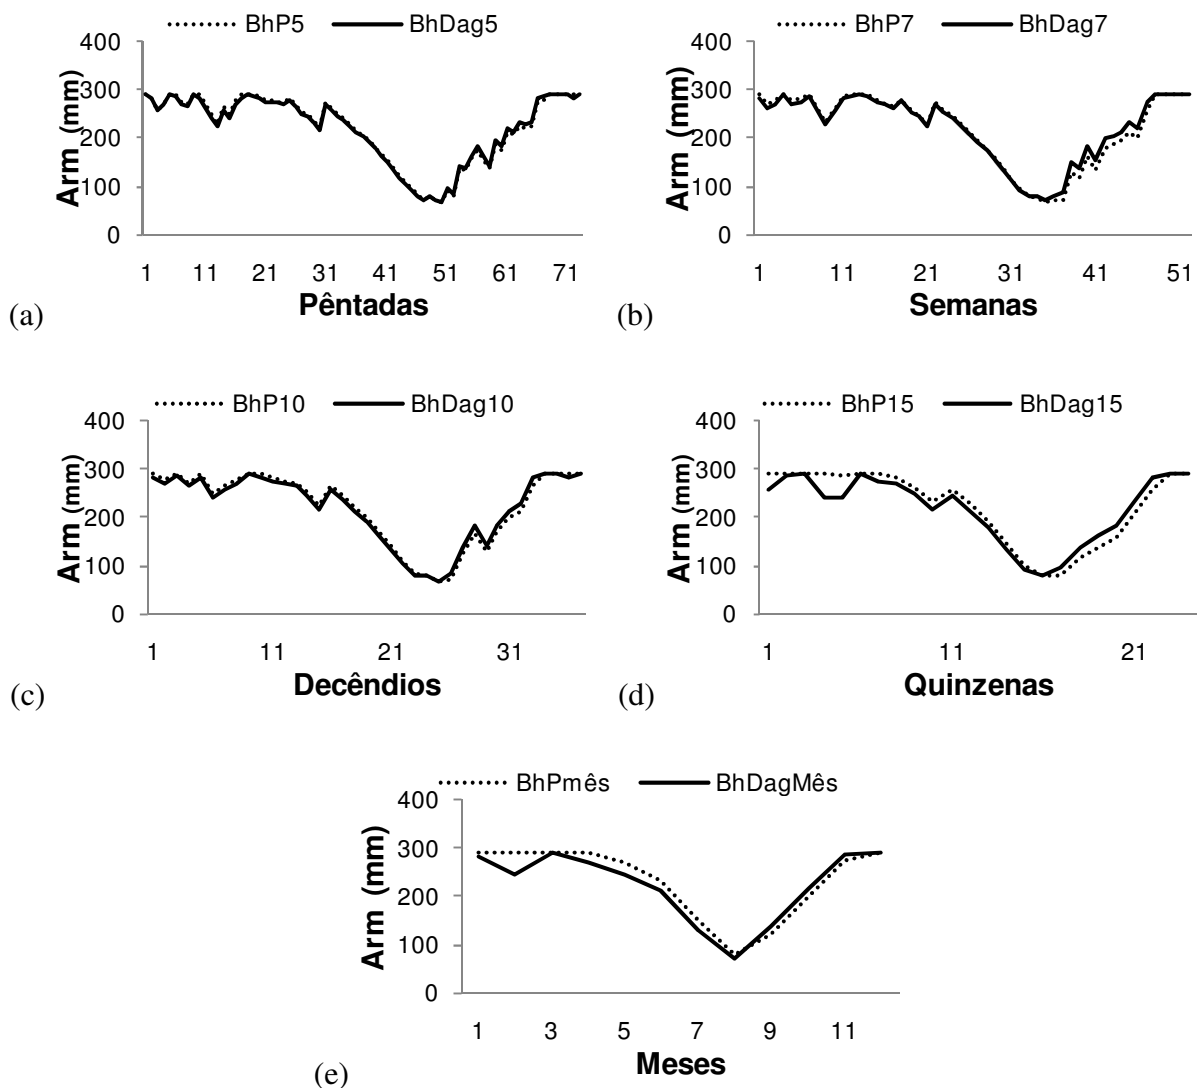 BhP5 BhDag5
400
300
200
100
0
Arm (mm)
1 11 21 31 41 51 61 71
Pêntadas
(a)
BhP7 BhDag7
400
300
200
100
0
Arm (mm)
1 11 21 31 41 51
Semanas
(b)
BhP10 BhDag10
400
300
200
100
0
Arm (mm)
1 11 21 31
Decêndios
(c)
BhP15 BhDag15
400
300
200
100
0
Arm (mm)
1 11 21
Quinzenas
(d)
BhPmês BhDagMês
400
300
200
100
0
Arm (mm)
1 3 5 7 9 11
Meses
(e)